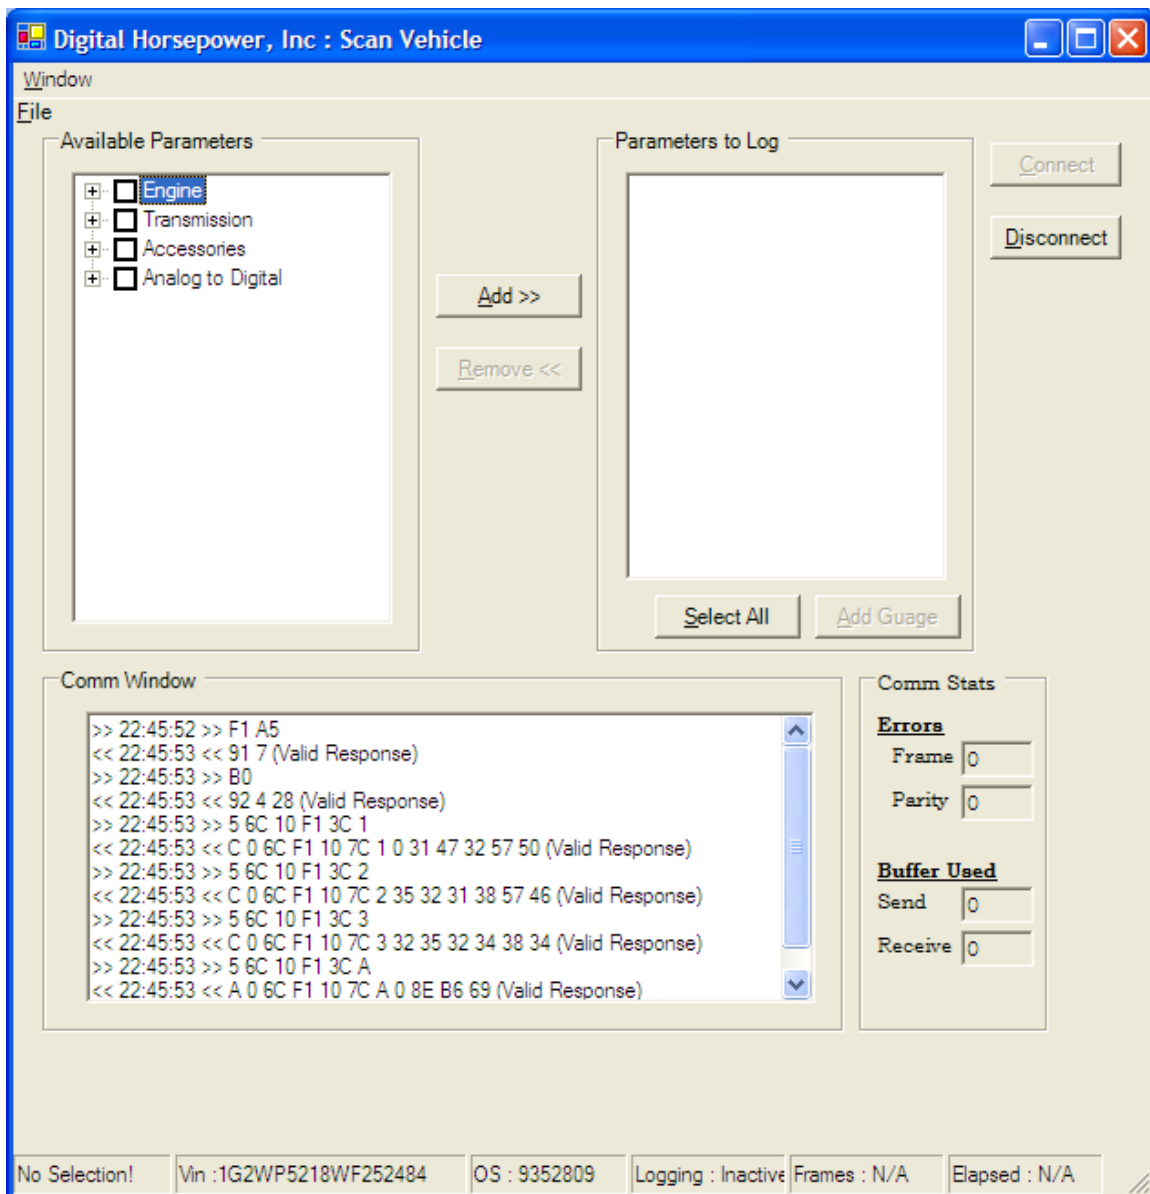 Digital Horsepower, Inc : Scan Vehicle
Window
File
Available Parameters
Engine
Transmission
Accessories
Analog to Digital
Add >>
Remove <<
Parameters to Log
Select All
Add Guage
Connect
Disconnect
Comm Window
>> 22:45:52 >> F1 A5
<< 22:45:53 << 91 7 (Valid Response)
>> 22:45:53 >> B0
<< 22:45:53 << 92 4 28 (Valid Response)
>> 22:45:53 >> 5 6C 10 F1 3C 1
<< 22:45:53 << C 0 6C F1 10 7C 1 0 31 47 32 57 50 (Valid Response)
>> 22:45:53 >> 5 6C 10 F1 3C 2
<< 22:45:53 << C 0 6C F1 10 7C 2 35 32 31 38 57 46 (Valid Response)
>> 22:45:53 >> 5 6C 10 F1 3C 3
<< 22:45:53 << C 0 6C F1 10 7C 3 32 35 32 34 38 34 (Valid Response)
>> 22:45:53 >> 5 6C 10 F1 3C A
<< 22:45:53 << A 0 6C F1 10 7C A 0 8E B6 69 (Valid Response)
Comm Stats
Errors
Frame 0
Parity 0
Buffer Used
Send 0
Receive 0
No Selection! Vin :1G2WP5218WF252484 OS : 9352809 Logging : Inactive Frames : N/A Elapsed : N/A